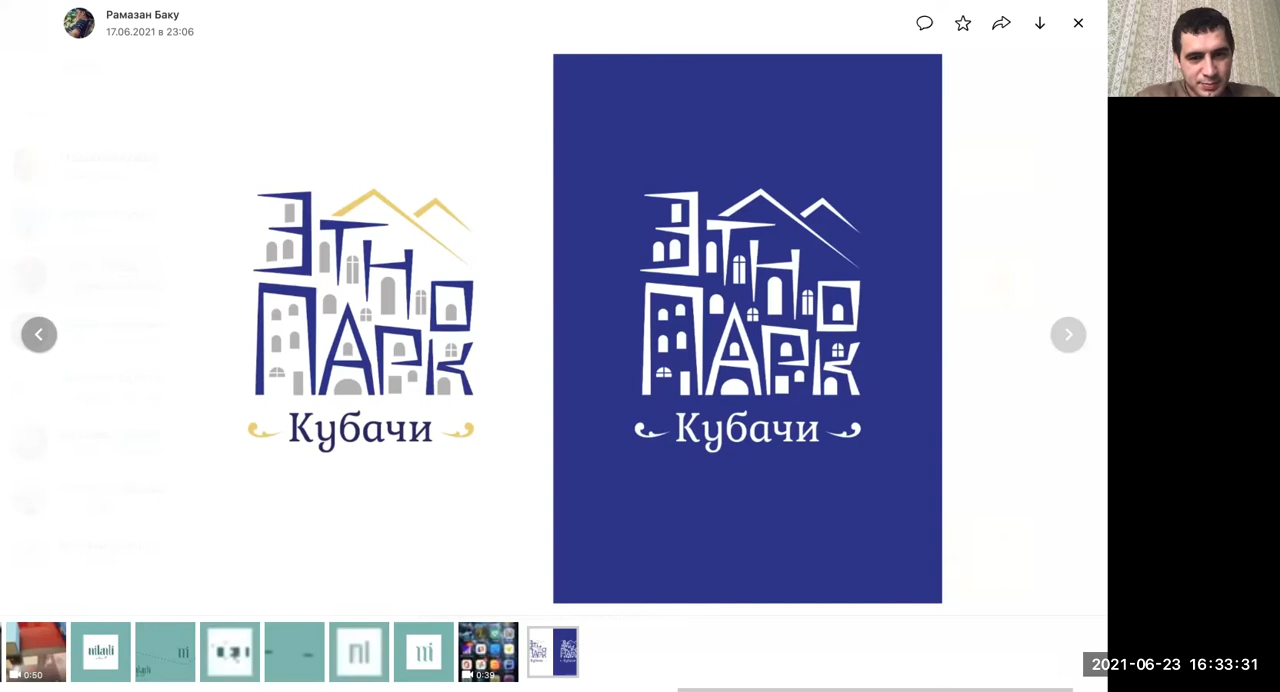 Рамазан Баку
17.06.2021 в 23:06
ЭТНО
ПАРК
Кубачи
ЭТНО
ПАРК
Кубачи
0:50
0:39
2021-06-23 16:33:31